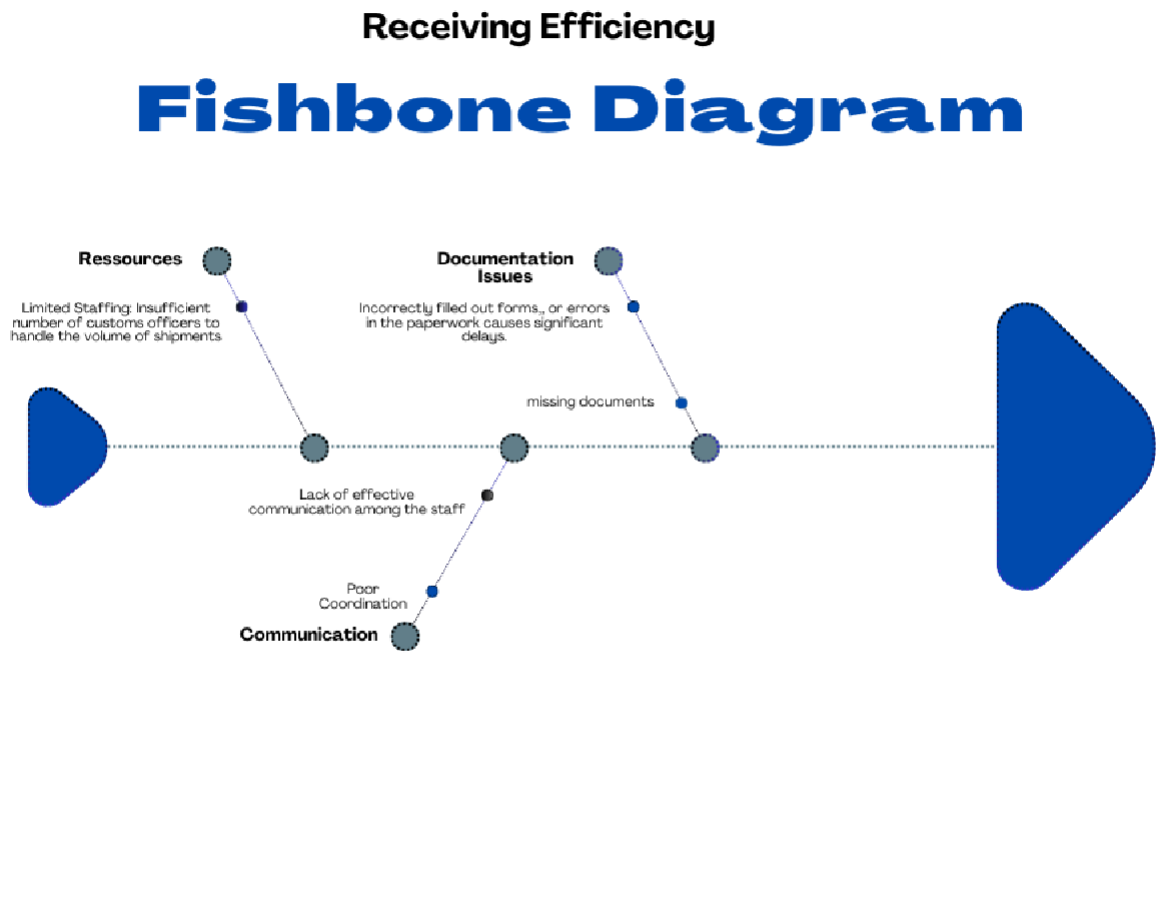 Receiving Efficiency
Fishbone Diagram
Ressources
Limited Staffing: Insufficient
number of customs officers to
handle the volume of shipments
Documentation
Issues
Incorrectly filled out forms,, or errors
in the paperwork causes significant
delays.
missing documents
Lack of effective
communication among the staff
Poor
Coordination
Communication